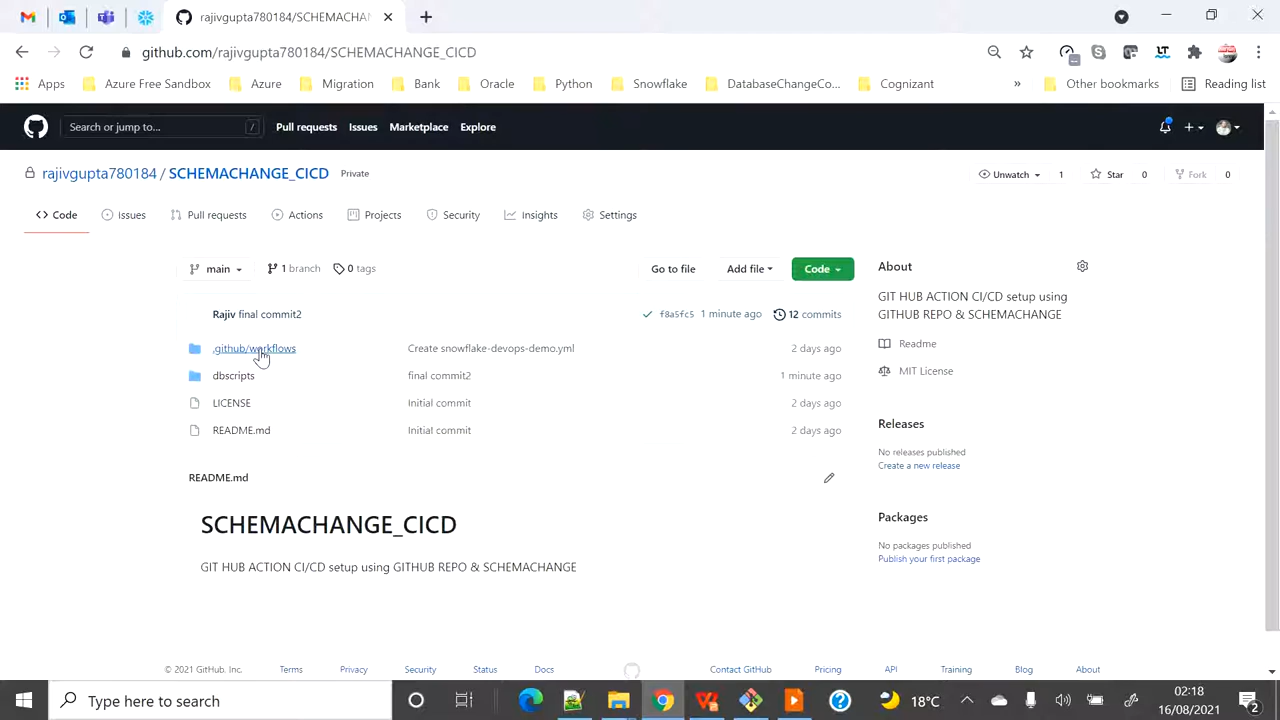 rajivgupta780184/SCHEMACHAN
github.com/rajivgupta780184/SCHEMACHANGE_CICD
Apps Azure Free Sandbox Azure Migration Bank Oracle Python Snowflake DatabaseChangeCo... Cognizant » Other bookmarks Reading list
Search or jump to... / Pull requests Issues Marketplace Explore
rajivgupta780184 / SCHEMACHANGE_CICD Private Unwatch 1 Star 0 Fork 0
Code Issues Pull requests Actions Projects Security Insights Settings
main 1 branch 0 tags Go to file Add file Code
About
GIT HUB ACTION CI/CD setup using
GITHUB REPO & SCHEMACHANGE
Readme
MIT License
Rajiv final commit2 f8a5fc5 1 minute ago 12 commits
.github/workflows Create snowflake-devops-demo.yml 2 days ago
dbscripts final commit2 1 minute ago
LICENSE Initial commit 2 days ago
README.md Initial commit 2 days ago
Releases
No releases published
Create a new release
Packages
No packages published
Publish your first package
README.md
SCHEMACHANGE_CICD
GIT HUB ACTION CI/CD setup using GITHUB REPO & SCHEMACHANGE
© 2021 GitHub, Inc. Terms Privacy Security Status Docs Contact GitHub Pricing API Training Blog About
Type here to search 18°C 02:18
16/08/2021 2